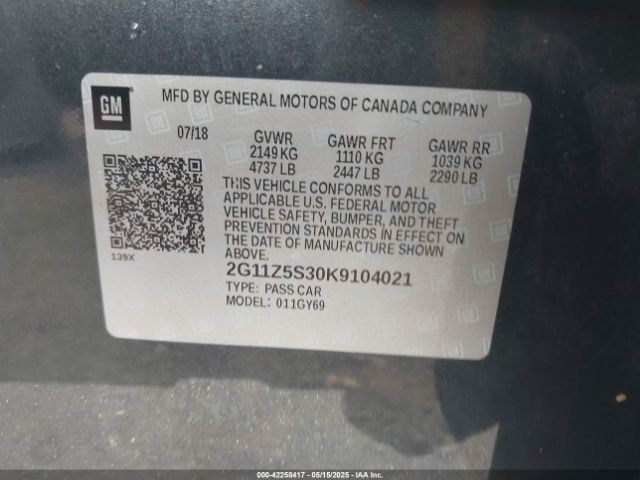 GM
MFD BY GENERAL MOTORS OF CANADA COMPANY
07/18 GVWR GAWR FRT GAWR RR
2149 KG 1110 KG 1039 KG
4737 LB 2447 LB 2290 LB
THIS VEHICLE CONFORMS TO ALL
APPLICABLE U.S. FEDERAL MOTOR
VEHICLE SAFETY, BUMPER, AND THEFT
PREVENTION STANDARDS IN EFFECT ON
THE DATE OF MANUFACTURE SHOWN
ABOVE.
139X
2G11Z5S30K9104021
TYPE: PASS CAR
MODEL: 011GY69
000-42258417 - 05/15/2025 - IAA Inc.